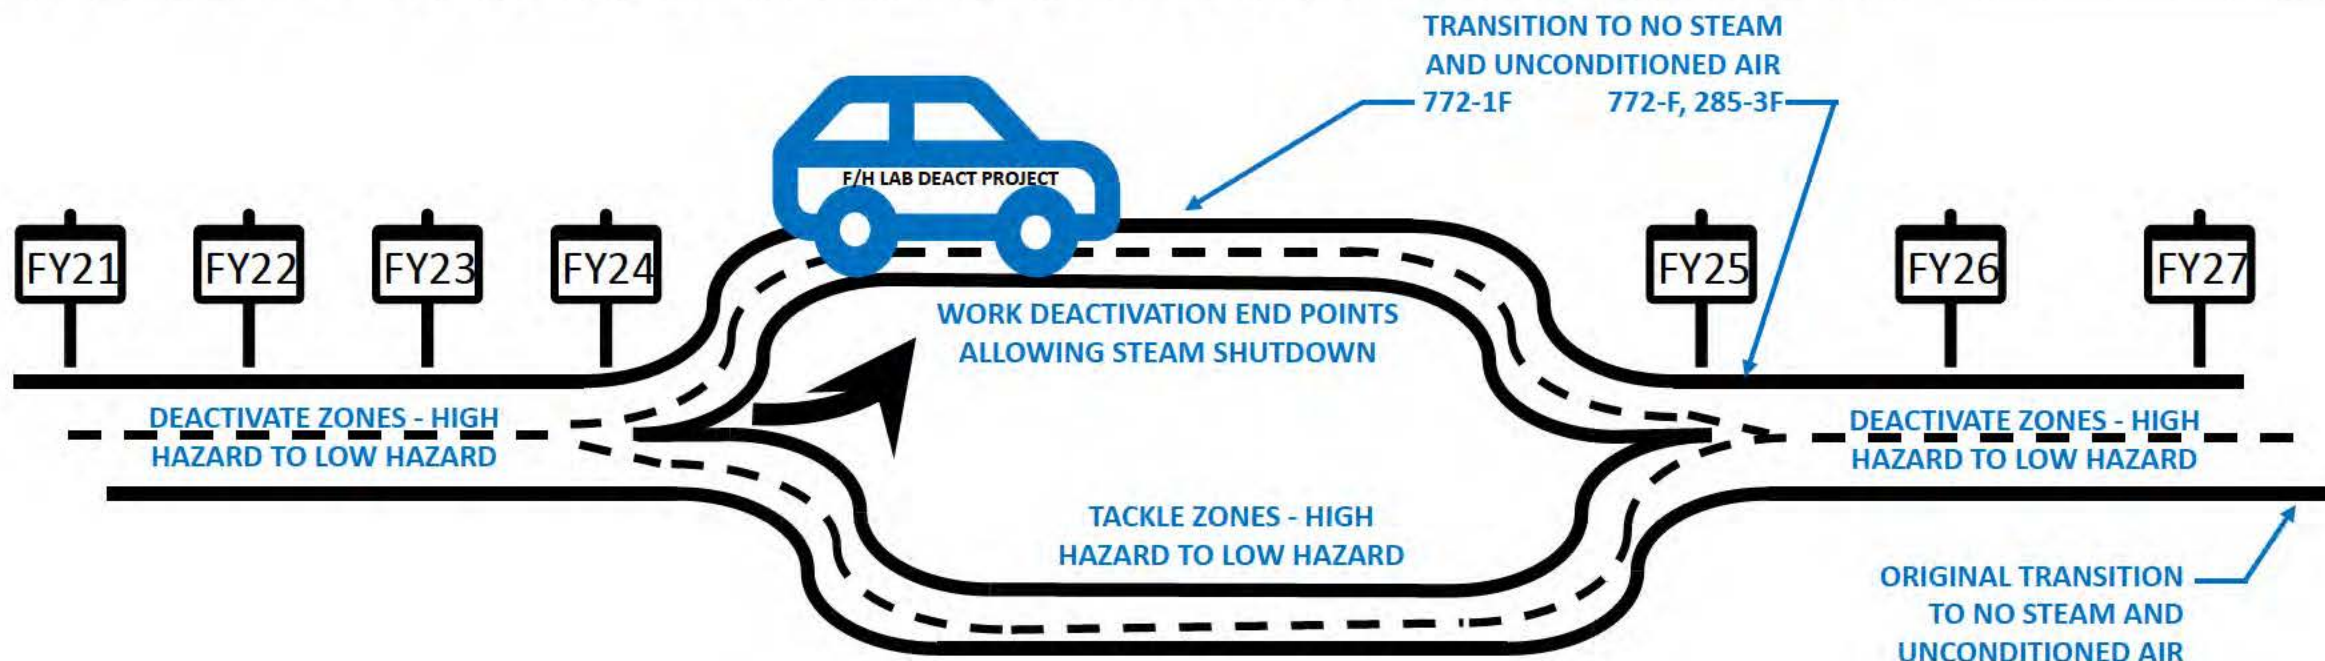 TRANSITION TO NO STEAM
AND UNCONDITIONED AIR
772-1F 772-F, 285-3F
F/H LAB DEACT PROJECT
FY21 FY22 FY23 FY24 FY25 FY26 FY27
WORK DEACTIVATION END POINTS
ALLOWING STEAM SHUTDOWN
DEACTIVATE ZONES - HIGH
HAZARD TO LOW HAZARD
DEACTIVATE ZONES - HIGH
HAZARD TO LOW HAZARD
TACKLE ZONES - HIGH
HAZARD TO LOW HAZARD
ORIGINAL TRANSITION
TO NO STEAM AND
UNCONDITIONED AIR